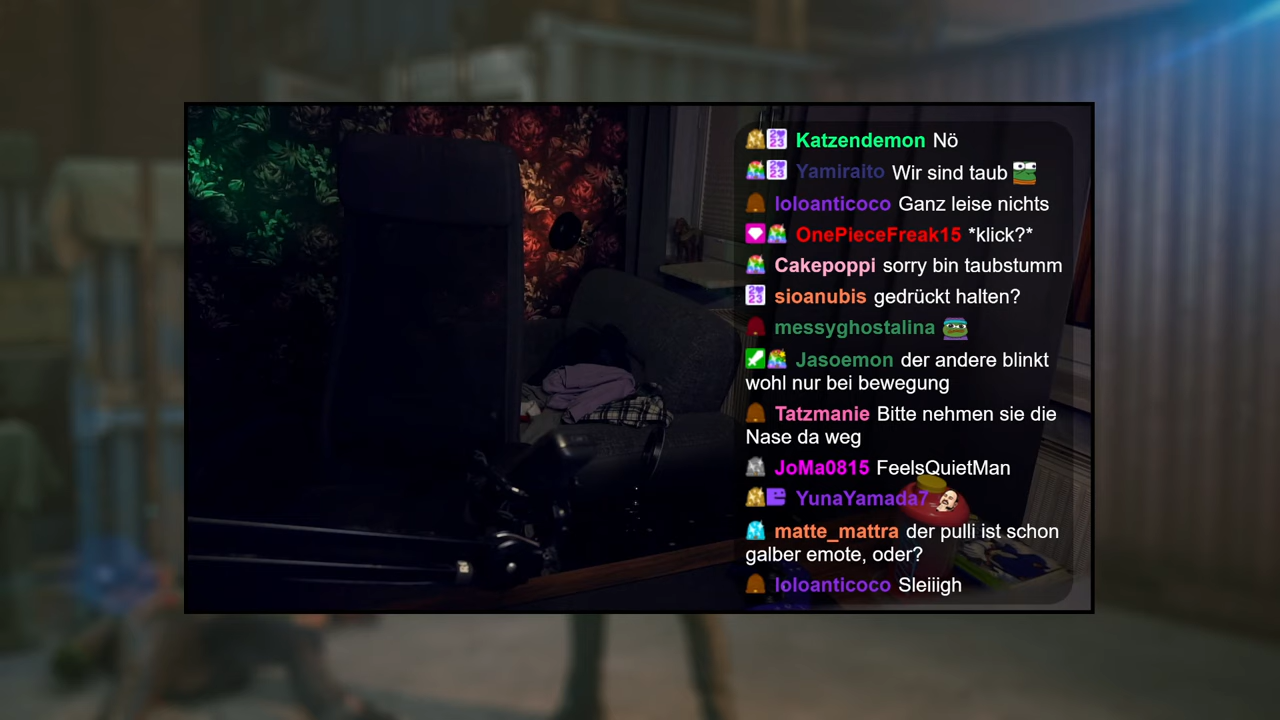 Katzendemon Nö
Yamiraito Wir sind taub
loloanticoco Ganz leise nichts
OnePieceFreak15 *klick?*
Cakepoppi sorry bin taubstumm
sioanubis gedrückt halten?
messyghostalina
Jasoemon der andere blinkt
wohl nur bei bewegung
Tatzmanie Bitte nehmen sie die
Nase da weg
JoMa0815 FeelsQuietMan
YunaYamada7
matte_mattra der pulli ist schon
galber emote, oder?
loloanticoco Sleiiigh